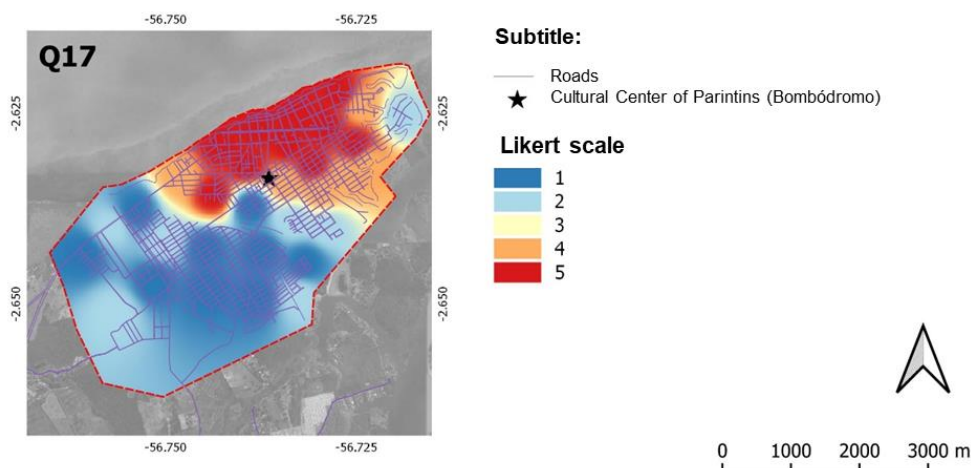 -56.750 -56.725
Q17
-2.625 -2.625
-2.650 -2.650
-56.750 -56.725
Subtitle:
Roads
Cultural Center of Parintins (Bombódromo)
Likert scale
1
2
3
4
5
0 1000 2000 3000 m